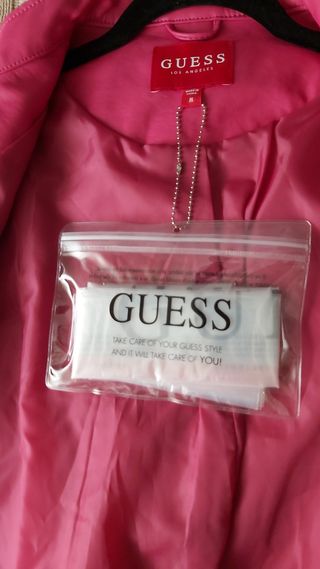 GUESS
LOS ANGELES
GUESS
TAKE CARE OF YOUR GUESS STYLE
AND IT WILL TAKE CARE OF YOU!